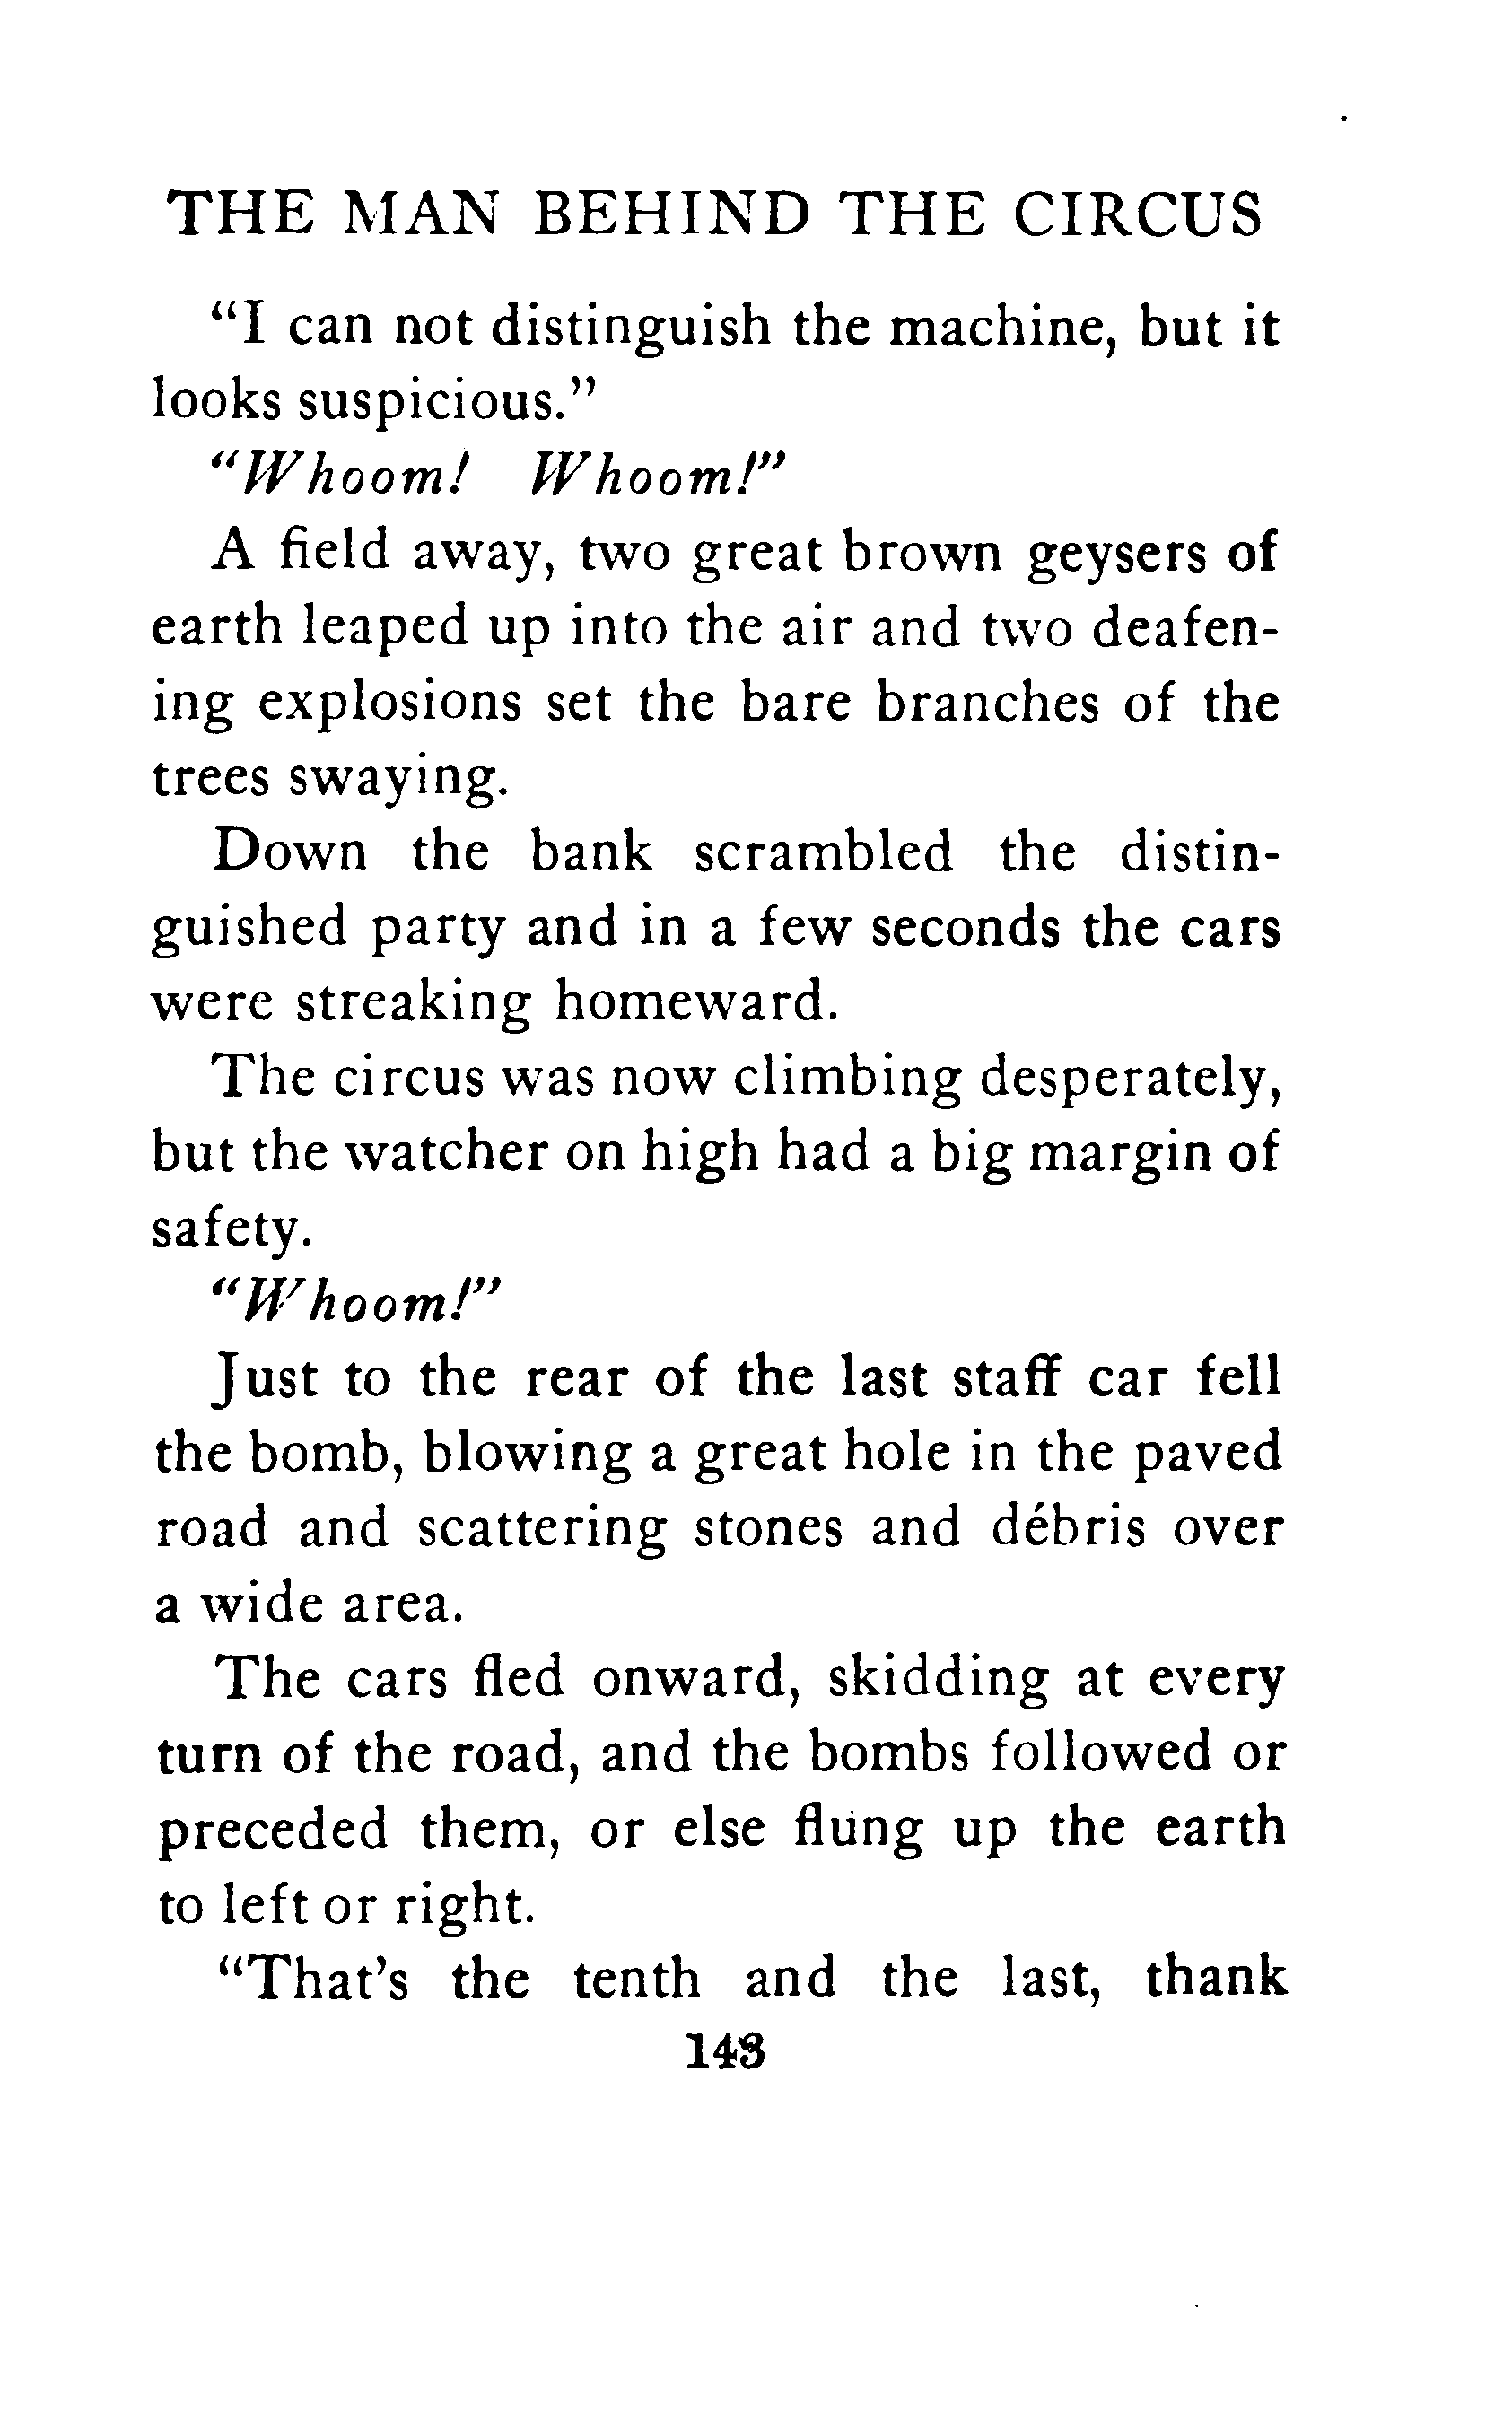 THE MAN BEHIND THE CIRCUS
"I can not distinguish the machine, but it
looks suspicious."
"Whoom! Whoom!"
A field away, two great brown geysers of
earth leaped up into the air and two deafen-
ing explosions set the bare branches of the
trees swaying.
Down the bank scrambled the distin-
guished party and in a few seconds the cars
were streaking homeward.
The circus was now climbing desperately,
but the watcher on high had a big margin of
safety.
"Whoom!"
Just to the rear of the last staff car fell
the bomb, blowing a great hole in the paved
road and scattering stones and débris over
a wide area.
The cars fled onward, skidding at every
turn of the road, and the bombs followed or
preceded them, or else flung up the earth
to left or right.
"That's the tenth and the last, thank
143